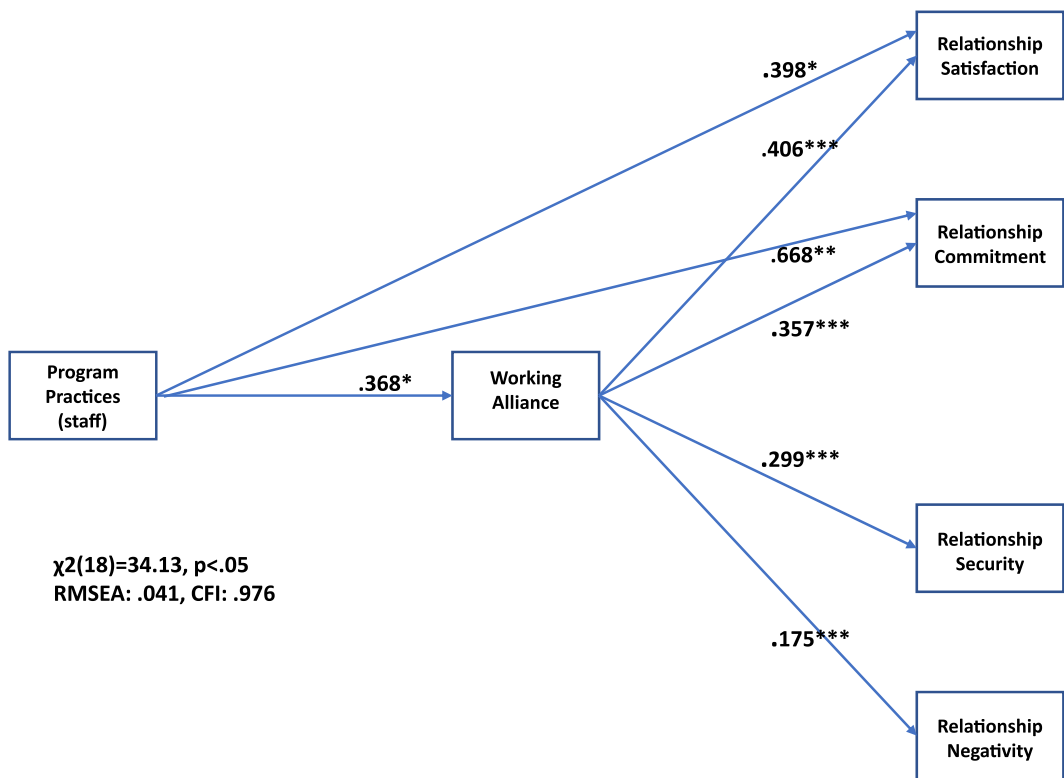 Relationship
Satisfaction
.398*
.406***
Relationship
Commitment
.668**
.357***
Program
Practices
(staff)
.368*
Working
Alliance
.299***
Relationship
Security
χ2(18)=34.13, p<.05
RMSEA: .041, CFI: .976
.175***
Relationship
Negativity